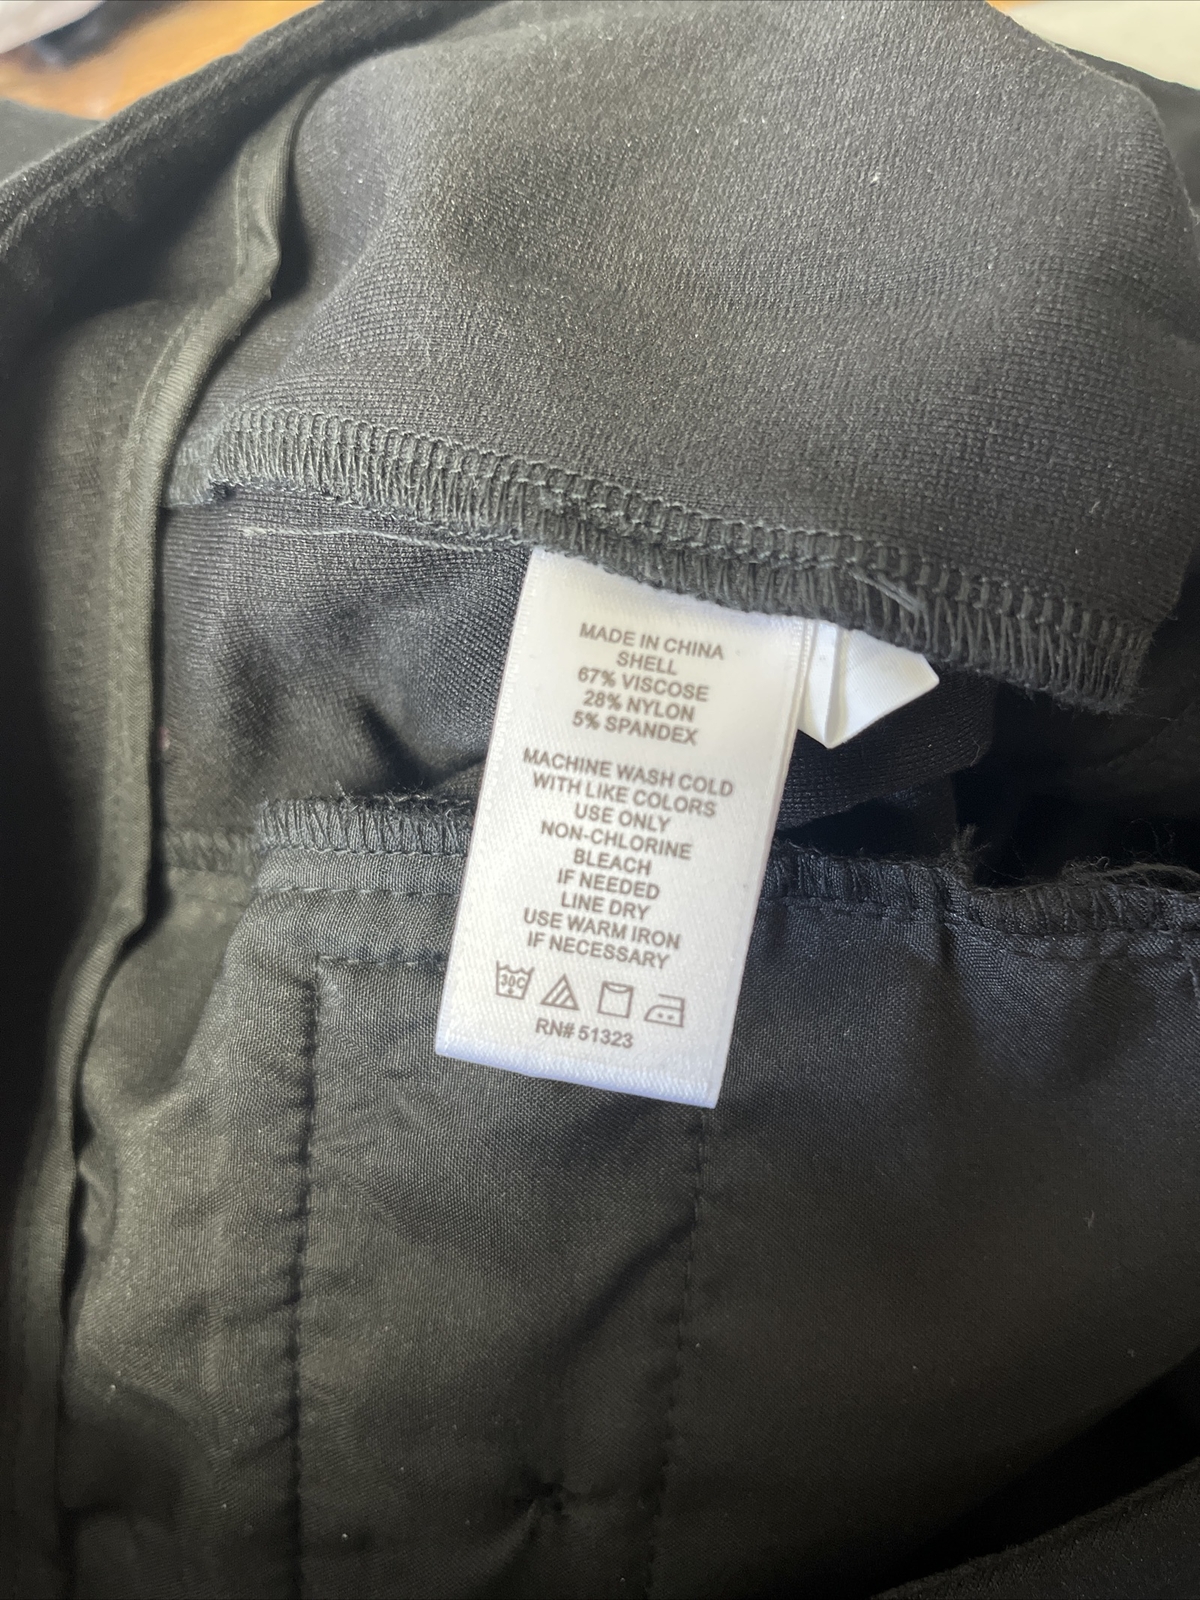 MADE IN CHINA
SHELL
67% VISCOSE
28% NYLON
5% SPANDEX
MACHINE WASH COLD
WITH LIKE COLORS
USE ONLY
NON-CHLORINE
BLEACH
IF NEEDED
LINE DRY
USE WARM IRON
IF NECESSARY
30C
RN# 51323